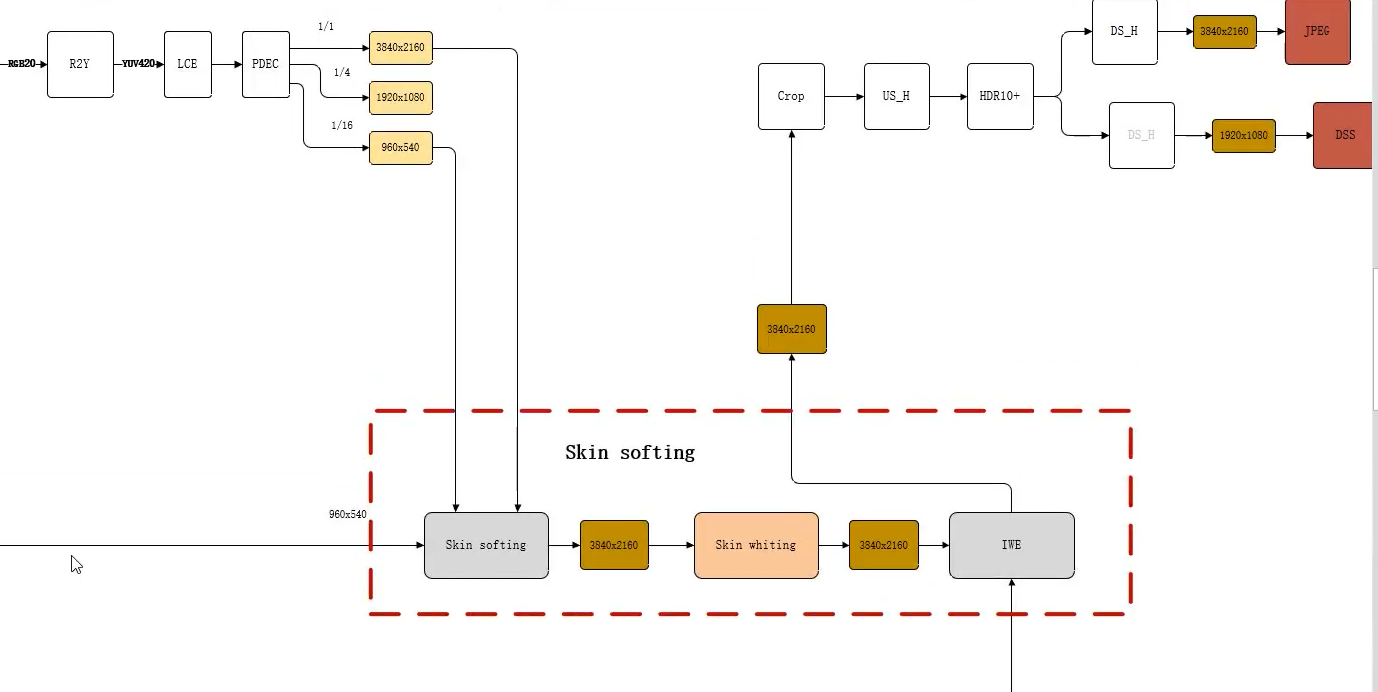 RGB20
R2Y
YUV420
LCE
PDEC
1/1
1/4
1/16
3840x2160
1920x1080
960x540
Crop
US_H
HDR10+
DS_H
3840x2160
JPEG
DS_H
1920x1080
DSS
3840x2160
Skin softing
960x540
Skin softing
3840x2160
Skin whiting
3840x2160
IWE